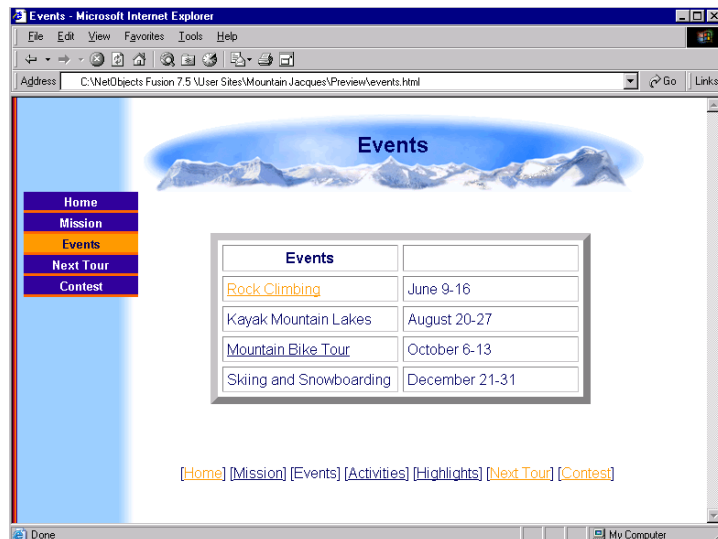 Events - Microsoft Internet Explorer
File Edit View Favorites Tools Help
Address C:\NetObjects Fusion 7.5 \User Sites\Mountain Jacques\Preview\events.html Go Links
Events
Home
Mission
Events
Next Tour
Contest
Events
Rock Climbing June 9-16
Kayak Mountain Lakes August 20-27
Mountain Bike Tour October 6-13
Skiing and Snowboarding December 21-31
[Home] [Mission] [Events] [Activities] [Highlights] [Next Tour] [Contest]
Done My Computer